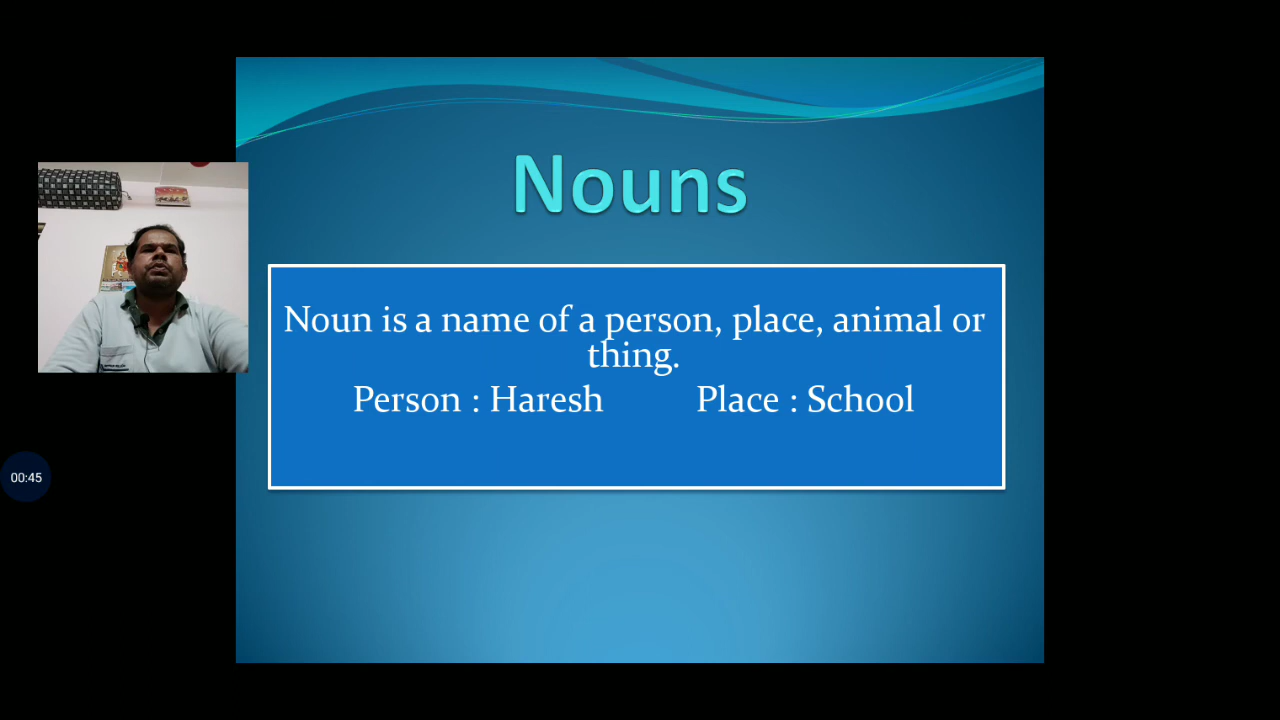 Nouns
Noun is a name of a person, place, animal or
thing.
Person : Haresh Place : School
00:45